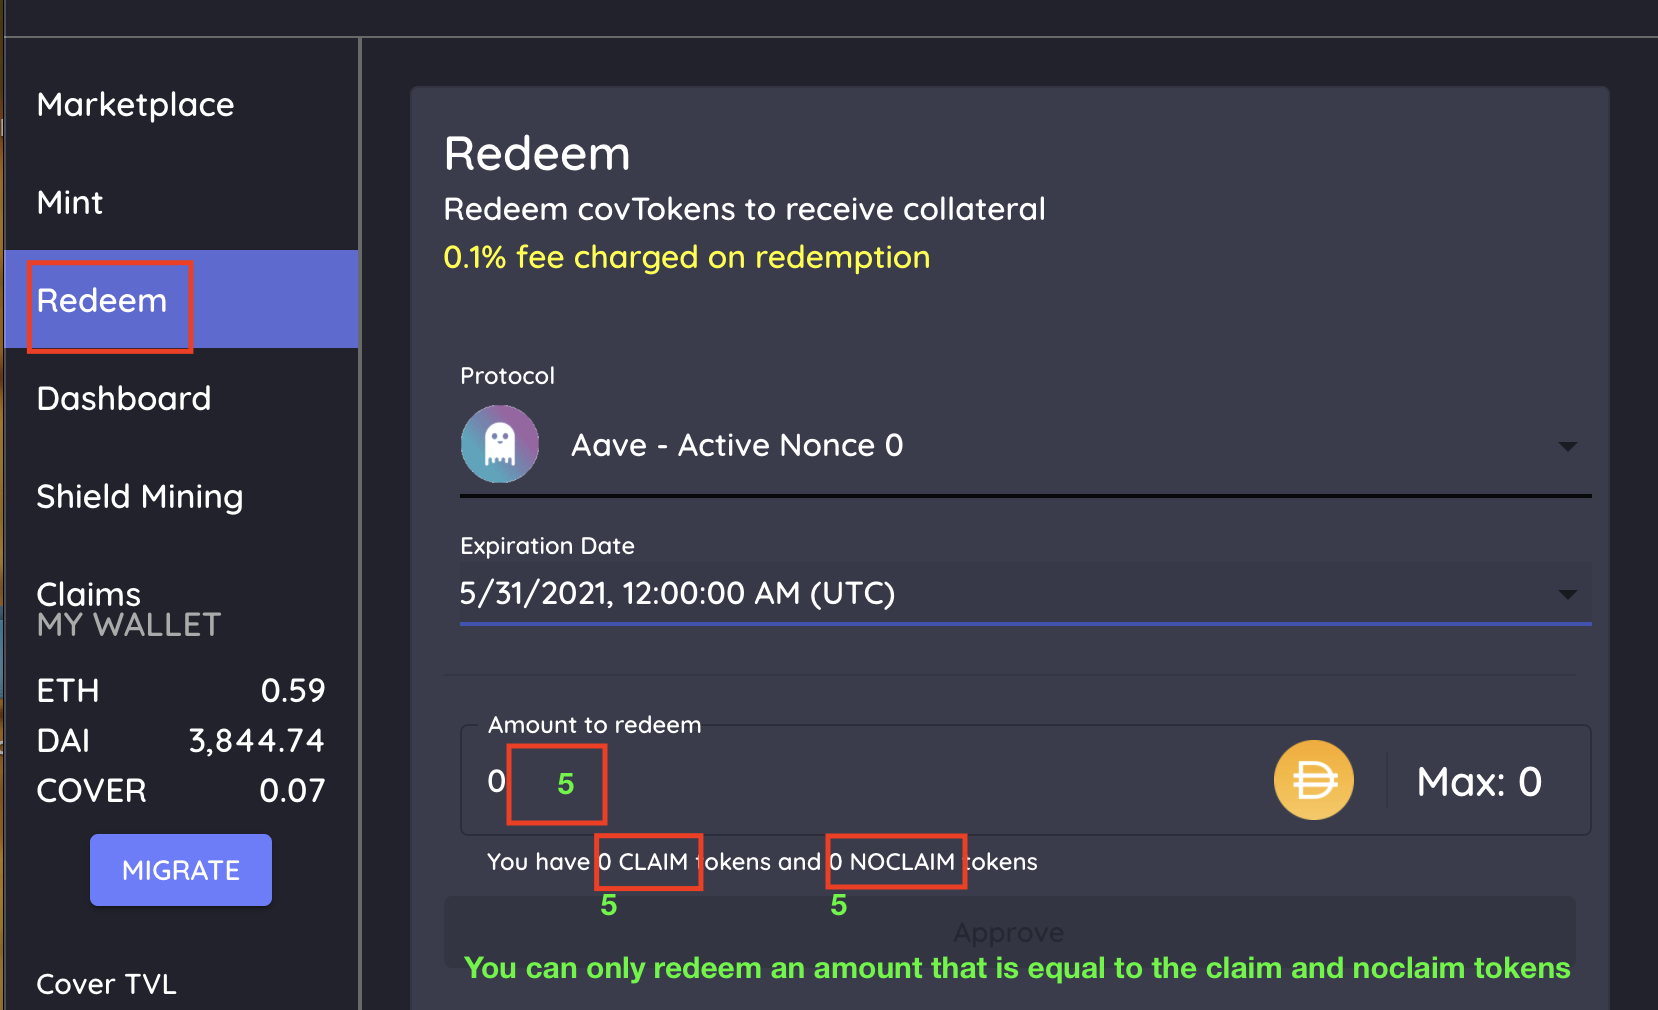 Marketplace
Mint
Redeem
Dashboard
Shield Mining
Claims
MY WALLET
ETH 0.59
DAI 3,844.74
COVER 0.07
MIGRATE
Cover TVL
Redeem
Redeem covTokens to receive collateral
0.1% fee charged on redemption
Protocol
Aave - Active Nonce 0
Expiration Date
5/31/2021, 12:00:00 AM (UTC)
Amount to redeem
0 5 Max: 0
You have 0 CLAIM tokens and 0 NOCLAIM tokens
5 5
Approve
You can only redeem an amount that is equal to the claim and noclaim tokens